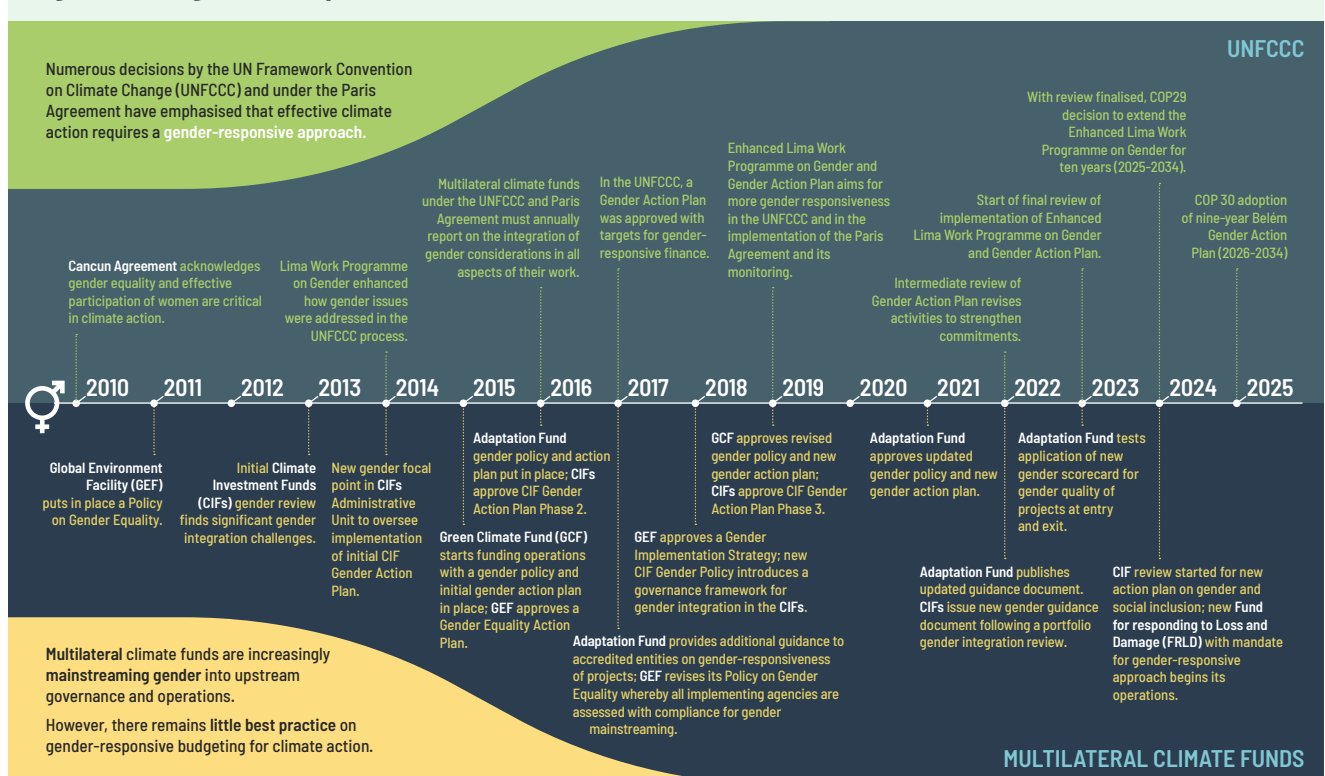 UNFCCC
Numerous decisions by the UN Framework Convention
on Climate Change (UNFCCC) and under the Paris
Agreement have emphasised that effective climate
action requires a gender-responsive approach.
Cancun Agreement acknowledges
gender equality and effective
participation of women are critical
in climate action.
Lima Work Programme
on Gender enhanced
how gender issues
were addressed in the
UNFCCC process.
Multilateral climate funds
under the UNFCCC and Paris
Agreement must annually
report on the integration of
gender considerations in all
aspects of their work.
In the UNFCCC, a
Gender Action Plan
was approved with
targets for gender-
responsive finance.
Enhanced Lima Work
Programme on Gender and
Gender Action Plan aims for
more gender responsiveness
in the UNFCCC and in the
implementation of the Paris
Agreement and its
monitoring.
Intermediate review of
Gender Action Plan revises
activities to strengthen
commitments.
Start of final review of
implementation of Enhanced
Lima Work Programme on Gender
and Gender Action Plan.
With review finalised, COP29
decision to extend the
Enhanced Lima Work
Programme on Gender for
ten years (2025-2034).
COP 30 adoption
of nine-year Belém
Gender Action
Plan (2026-2034)
2010 2011 2012 2013 2014 2015 2016 2017 2018 2019 2020 2021 2022 2023 2024 2025
Global Environment
Facility (GEF)
puts in place a Policy
on Gender Equality.
Initial Climate
Investment Funds
(CIFs) gender review
finds significant gender
integration challenges.
New gender focal
point in CIFs
Administrative
Unit to oversee
implementation
of initial CIF
Gender Action
Plan.
Green Climate Fund (GCF)
starts funding operations
with a gender policy and
initial gender action plan
in place; GEF approves a
Gender Equality Action
Plan.
Adaptation Fund
gender policy and action
plan put in place; CIFs
approve CIF Gender
Action Plan Phase 2.
Adaptation Fund provides additional guidance to
accredited entities on gender-responsiveness
of projects; GEF revises its Policy on Gender
Equality whereby all implementing agencies are
assessed with compliance for gender
mainstreaming.
GEF approves a Gender
Implementation Strategy; new
CIF Gender Policy introduces a
governance framework for
gender integration in the CIFs.
GCF approves revised
gender policy and new
gender action plan;
CIFs approve CIF Gender
Action Plan Phase 3.
Adaptation Fund
approves updated
gender policy and new
gender action plan.
Adaptation Fund publishes
updated guidance document.
CIFs issue new gender guidance
document following a portfolio
gender integration review.
Adaptation Fund tests
application of new
gender scorecard for
gender quality of
projects at entry
and exit.
CIF review started for new
action plan on gender and
social inclusion; new Fund
for responding to Loss and
Damage (FRLD) with mandate
for gender-responsive
approach begins its
operations.
Multilateral climate funds are increasingly
mainstreaming gender into upstream
governance and operations.
However, there remains little best practice on
gender-responsive budgeting for climate action.
MULTILATERAL CLIMATE FUNDS